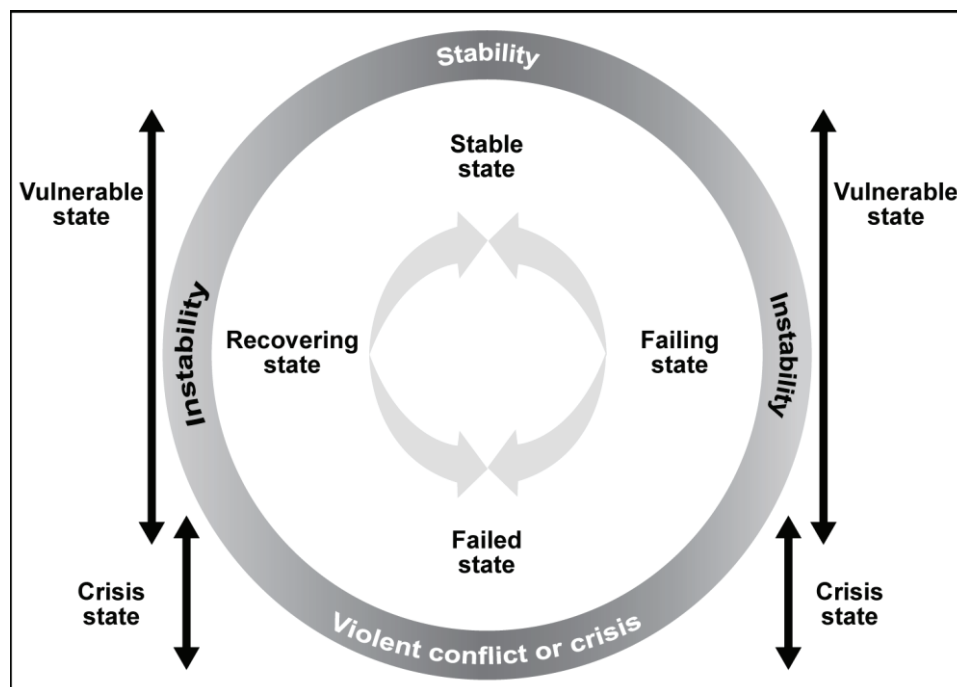 Stability
Stable
state
Vulnerable
state
Vulnerable
state
Instability
Recovering
state
Failing
state
Instability
Failed
state
Crisis
state
Crisis
state
Violent conflict or crisis